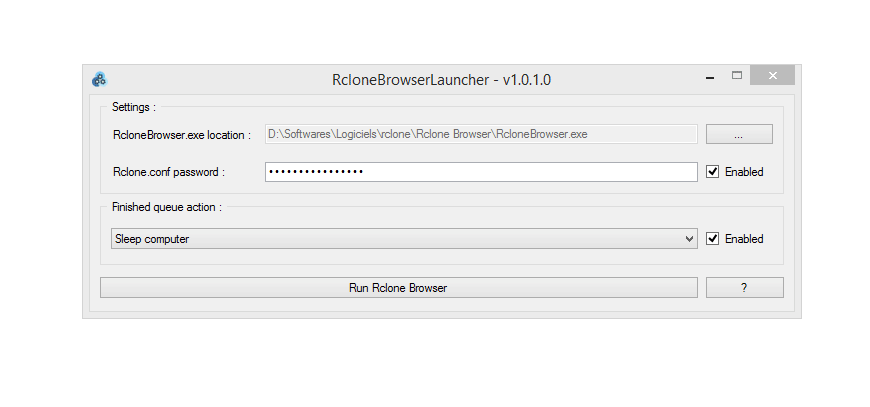 RcloneBrowserLauncher - v1.0.1.0
Settings :
RcloneBrowser.exe location : D:\Softwares\Logiciels\rclone\Rclone Browser\RcloneBrowser.exe ...
Rclone.conf password : •••••••••••••••• Enabled
Finished queue action :
Sleep computer Enabled
Run Rclone Browser ?